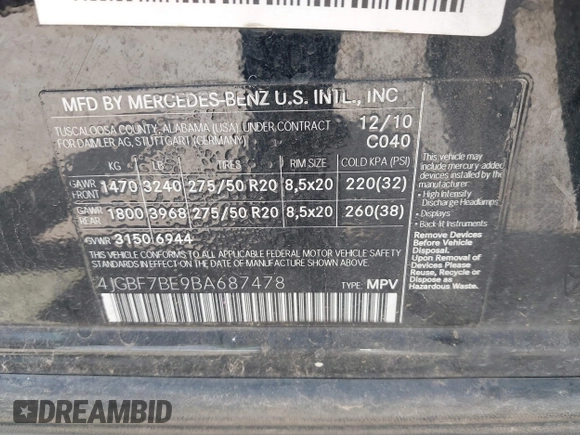 MFD BY MERCEDES-BENZ U.S. INTL., INC
TUSCALOOSA COUNTY, ALABAMA (USA) UNDER CONTRACT 12/10
FOR DAIMLER AG, STUTTGART (GERMANY) C040
KG LB TIRES RIM SIZE COLD KPA (PSI)
GAWR FRONT 1470 3240 275/50 R20 8,5x20 220(32)
GAWR REAR 1800 3968 275/50 R20 8,5x20 260(38)
GVWR 3150 6944
THIS VEHICLE CONFORMS TO ALL APPLICABLE FEDERAL MOTOR VEHICLE SAFETY
STANDARDS IN EFFECT ON THE DATE OF MANUFACTURE SHOWN ABOVE.
4JGBF7BE9BA687478 TYPE: MPV
This vehicle may
include mercury-added
devices installed by the
manufacturer:
• High Intensity
Discharge Headlamps
• Displays
• Back-lit Instruments
Remove Devices
Before Vehicle Disposal
Upon Removal of
Devices Please
Reuse, Recycle or
Dispose as
Hazardous Waste.
DREAMBID